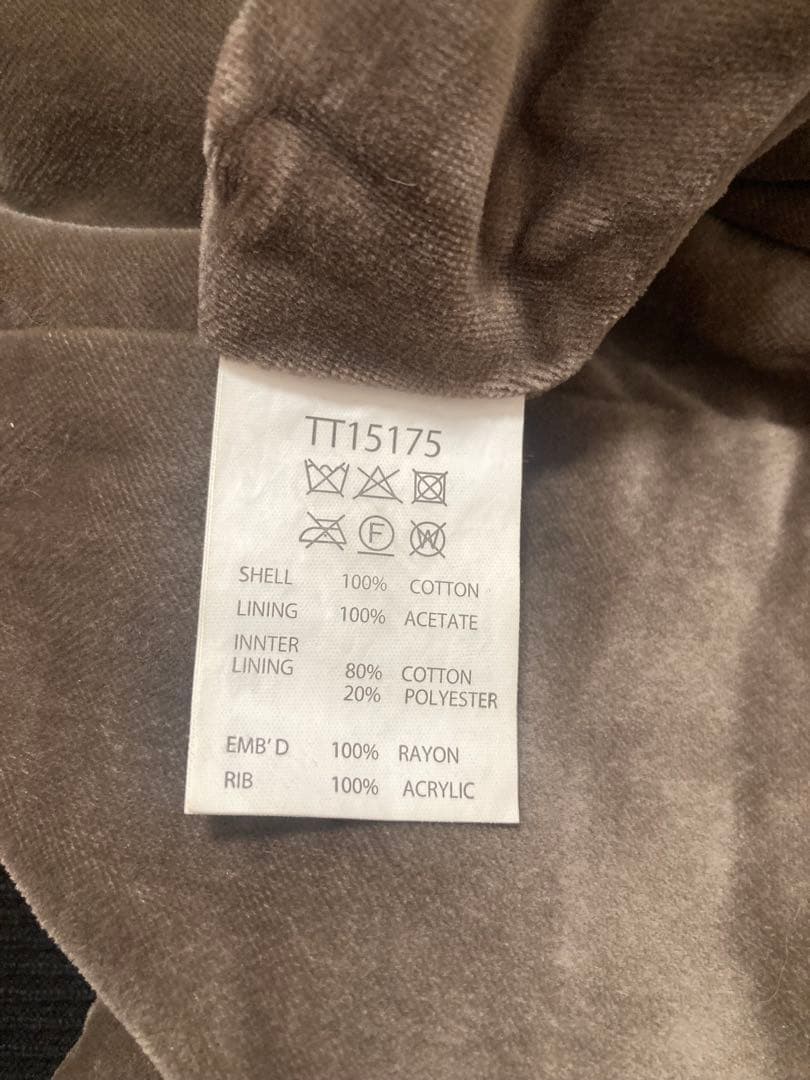 TT15175
F W
SHELL 100% COTTON
LINING 100% ACETATE
INNTER
LINING 80% COTTON
20% POLYESTER
EMB'D 100% RAYON
RIB 100% ACRYLIC